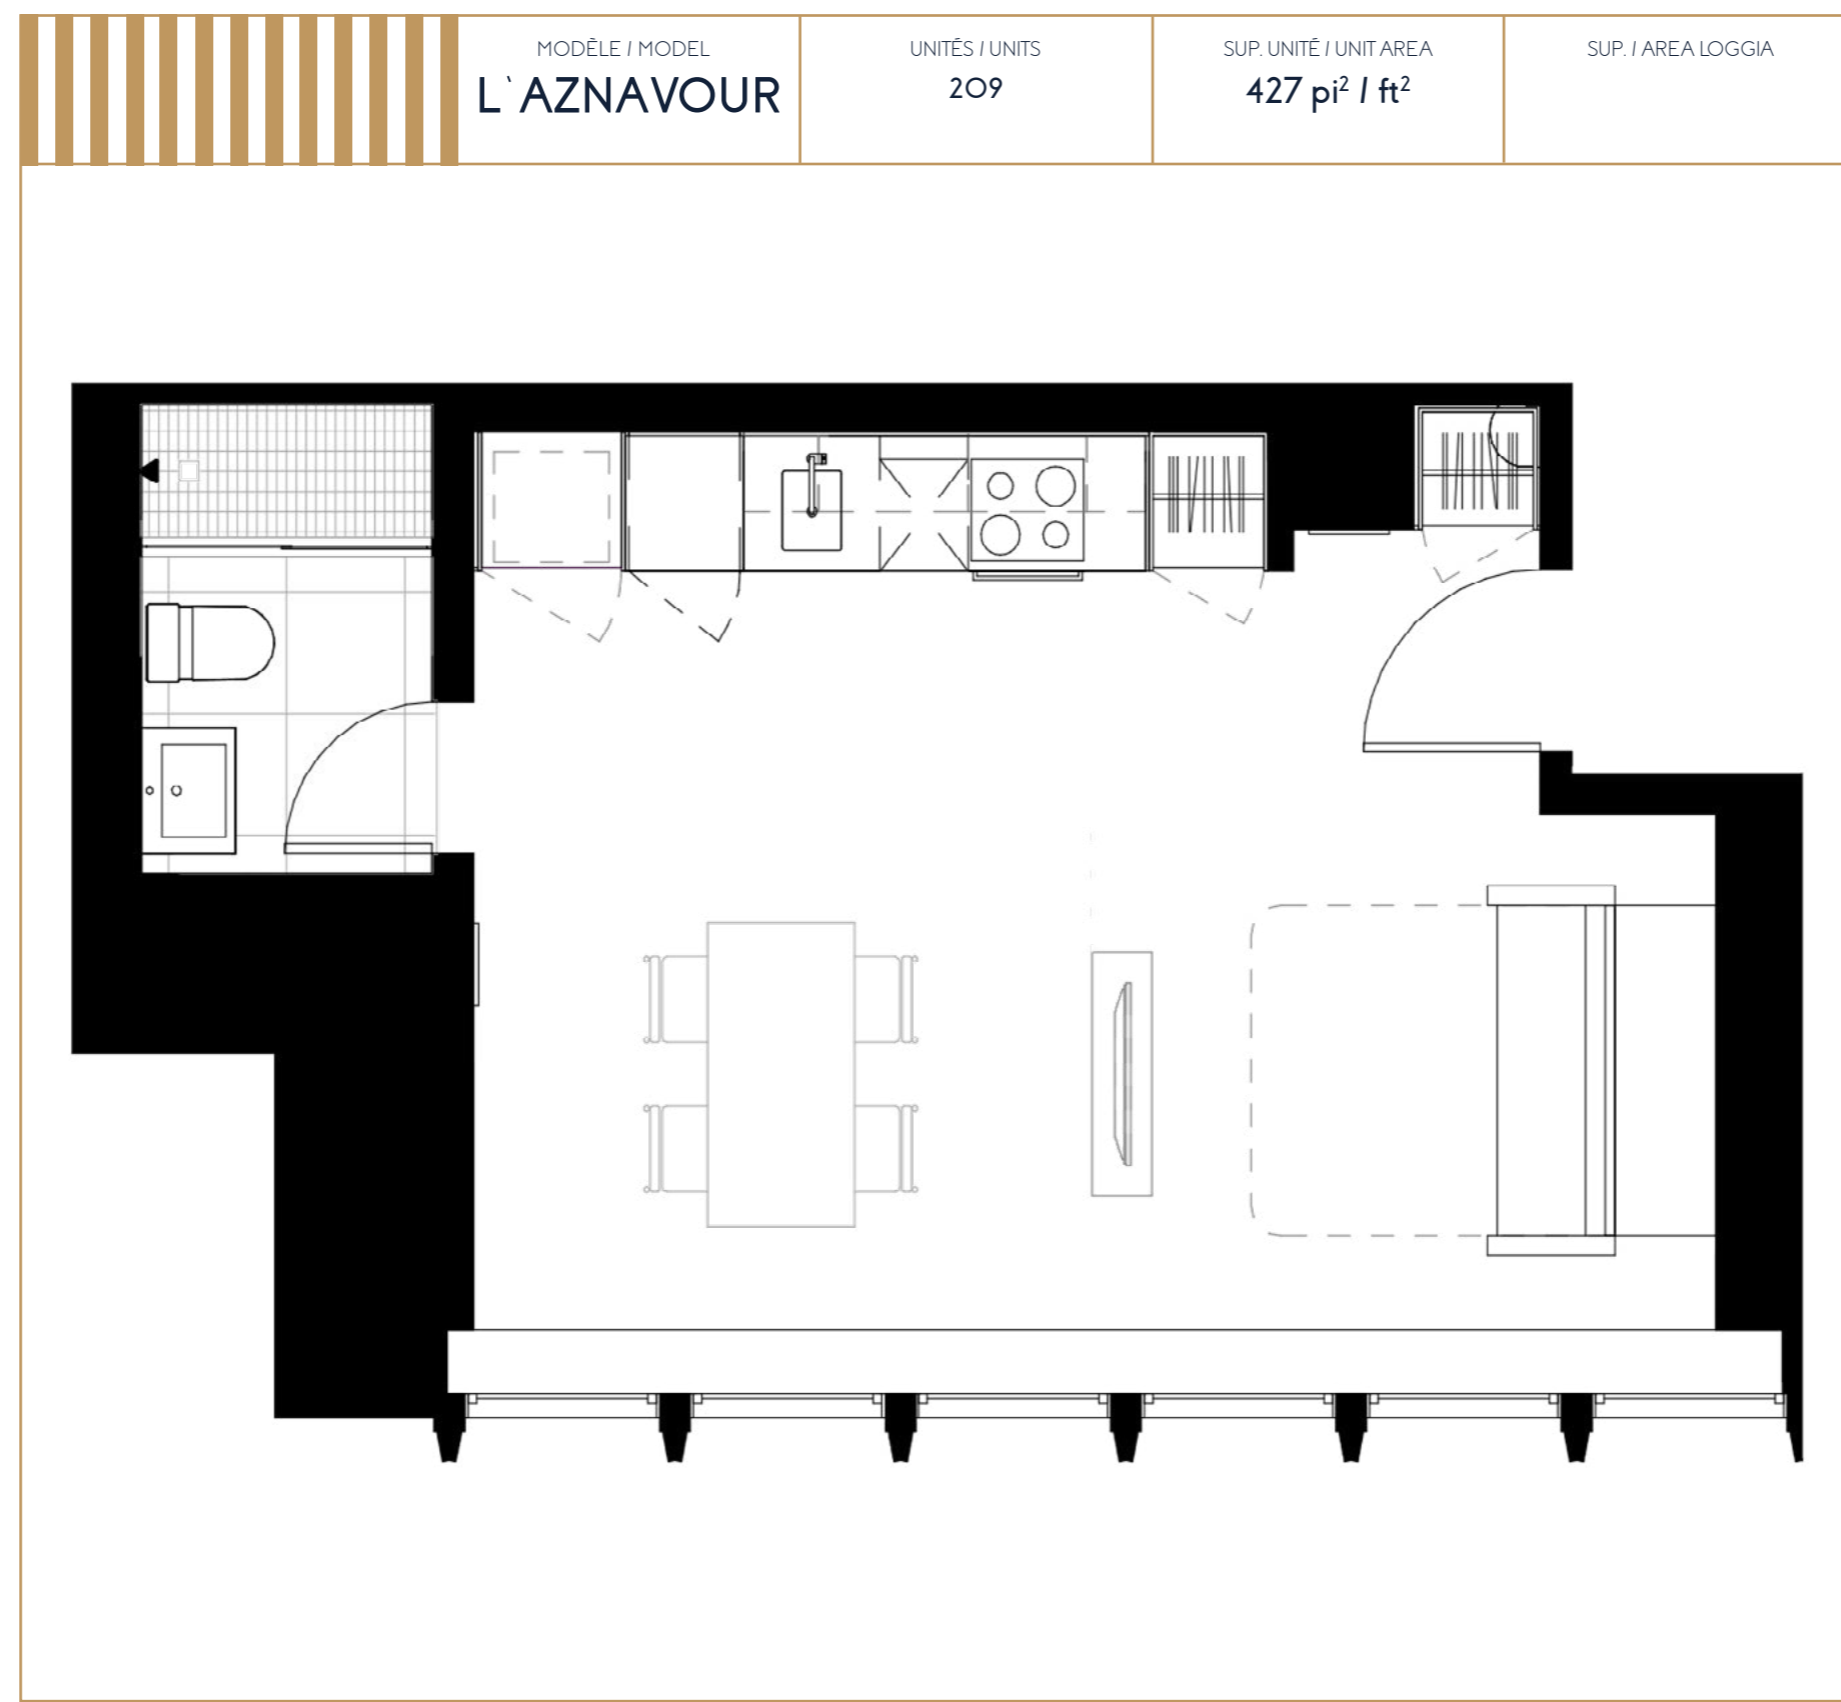 MODÈLE / MODEL
L`AZNAVOUR
UNITÉS / UNITS
209
SUP. UNITÉ / UNIT AREA
427 pi² / ft²
SUP. / AREA LOGGIA